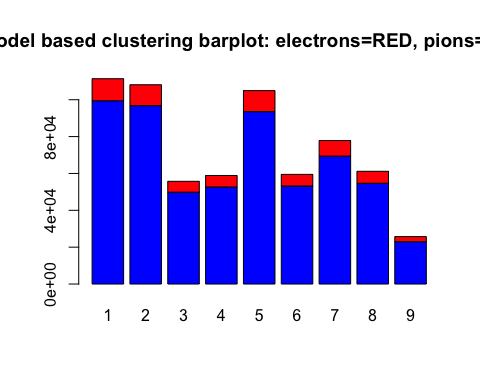 odel based clustering barplot: electrons=RED, pions=
8e+04
4e+04
0e+00
1 2 3 4 5 6 7 8 9